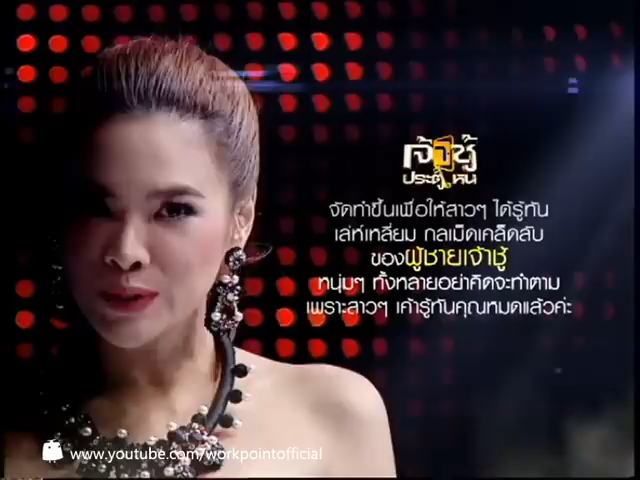 เจ้าชู้
ประตูไหน
จัดทำขึ้นเพื่อให้สาวๆ ได้รู้ทัน
เล่ห์เหลี่ยม กลเม็ดเคล็ดลับ
ของผู้ชายเจ้าชู้
หนุ่มๆ ทั้งหลายอย่าคิดจะทำตาม
เพราะสาวๆ เค้ารู้ทันคุณหมดแล้วค่ะ
www.youtube.com/workpointofficial